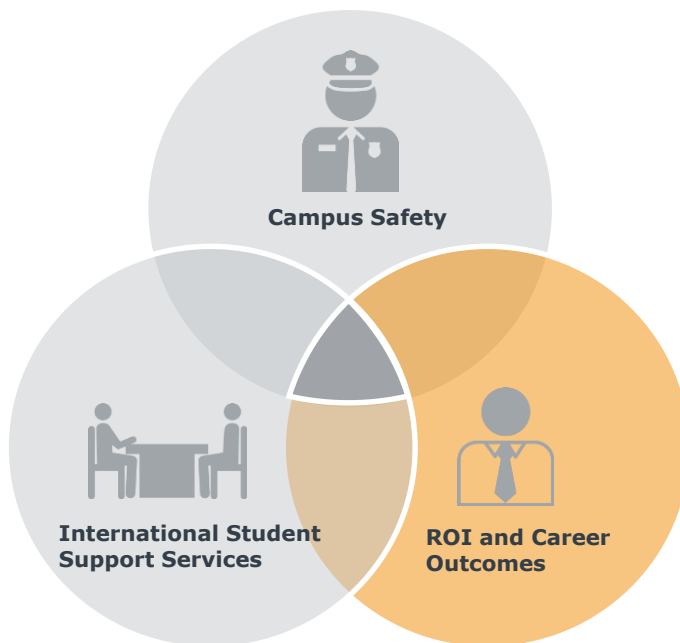 Campus Safety
International Student
Support Services
ROI and Career
Outcomes